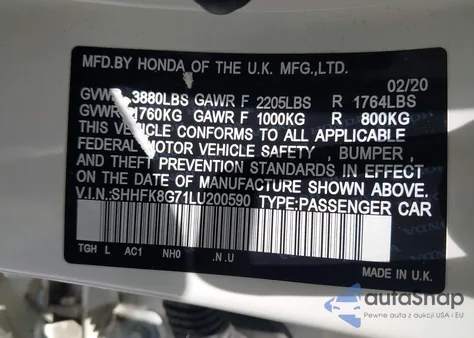 MFD.BY HONDA OF THE U.K. MFG.,LTD.
02/20
GVWR 3880LBS GAWR F 2205LBS R 1764LBS
GVWR 1760KG GAWR F 1000KG R 800KG
THIS VEHICLE CONFORMS TO ALL APPLICABLE
FEDERAL MOTOR VEHICLE SAFETY , BUMPER ,
AND THEFT PREVENTION STANDARDS IN EFFECT
ON THE DATE OF MANUFACTURE SHOWN ABOVE.
V.I.N.:SHHFK8G71LU200590 TYPE:PASSENGER CAR
TGH L AC1 NH0 .N.U
MADE IN U.K.
autasnap
Pewne auta z aukcji USA i EU